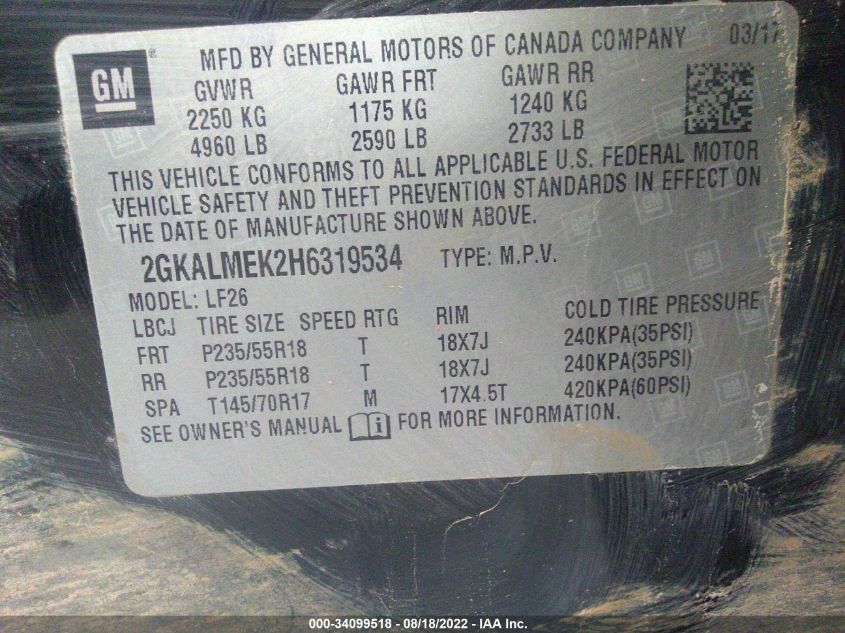 MFD BY GENERAL MOTORS OF CANADA COMPANY 03/17
GM ®
GVWR GAWR FRT GAWR RR
2250 KG 1175 KG 1240 KG
4960 LB 2590 LB 2733 LB
THIS VEHICLE CONFORMS TO ALL APPLICABLE U.S. FEDERAL MOTOR
VEHICLE SAFETY AND THEFT PREVENTION STANDARDS IN EFFECT ON
THE DATE OF MANUFACTURE SHOWN ABOVE.
2GKALMEK2H6319534 TYPE: M.P.V.
MODEL: LF26
LBCJ TIRE SIZE SPEED RTG RIM COLD TIRE PRESSURE
FRT P235/55R18 T 18X7J 240KPA(35PSI)
RR P235/55R18 T 18X7J 240KPA(35PSI)
SPA T145/70R17 M 17X4.5T 420KPA(60PSI)
SEE OWNER'S MANUAL FOR MORE INFORMATION.
000-34099518 - 08/18/2022 - IAA Inc.